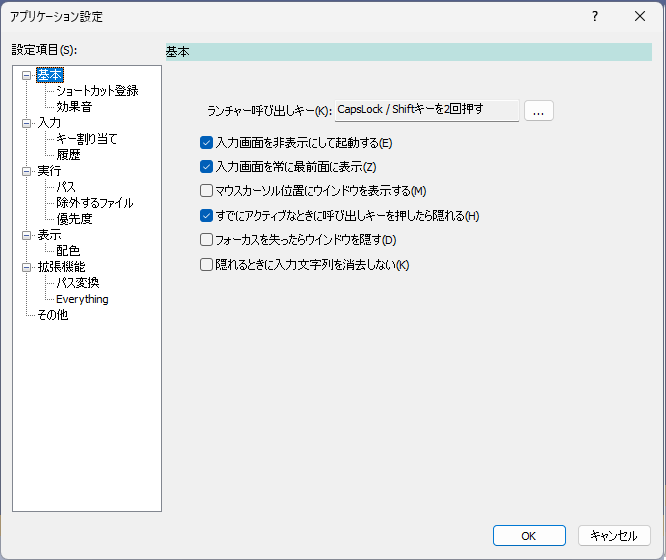 アプリケーション設定
?
設定項目(S):
基本
ショートカット登録
効果音
入力
キー割り当て
履歴
実行
パス
除外するファイル
優先度
表示
配色
拡張機能
パス変換
Everything
その他
基本
ランチャー呼び出しキー(K): CapsLock / Shiftキーを2回押す ...
入力画面を非表示にして起動する(E)
入力画面を常に最前面に表示(Z)
マウスカーソル位置にウインドウを表示する(M)
すでにアクティブなときに呼び出しキーを押したら隠れる(H)
フォーカスを失ったらウインドウを隠す(D)
隠れるときに入力文字列を消去しない(K)
OK キャンセル